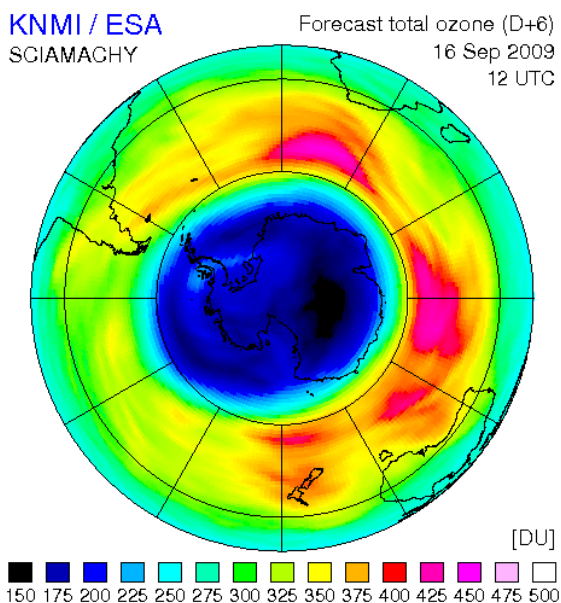 KNMI / ESA
SCIAMACHY
Forecast total ozone (D+6)
16 Sep 2009
12 UTC
[DU]
150 175 200 225 250 275 300 325 350 375 400 425 450 475 500